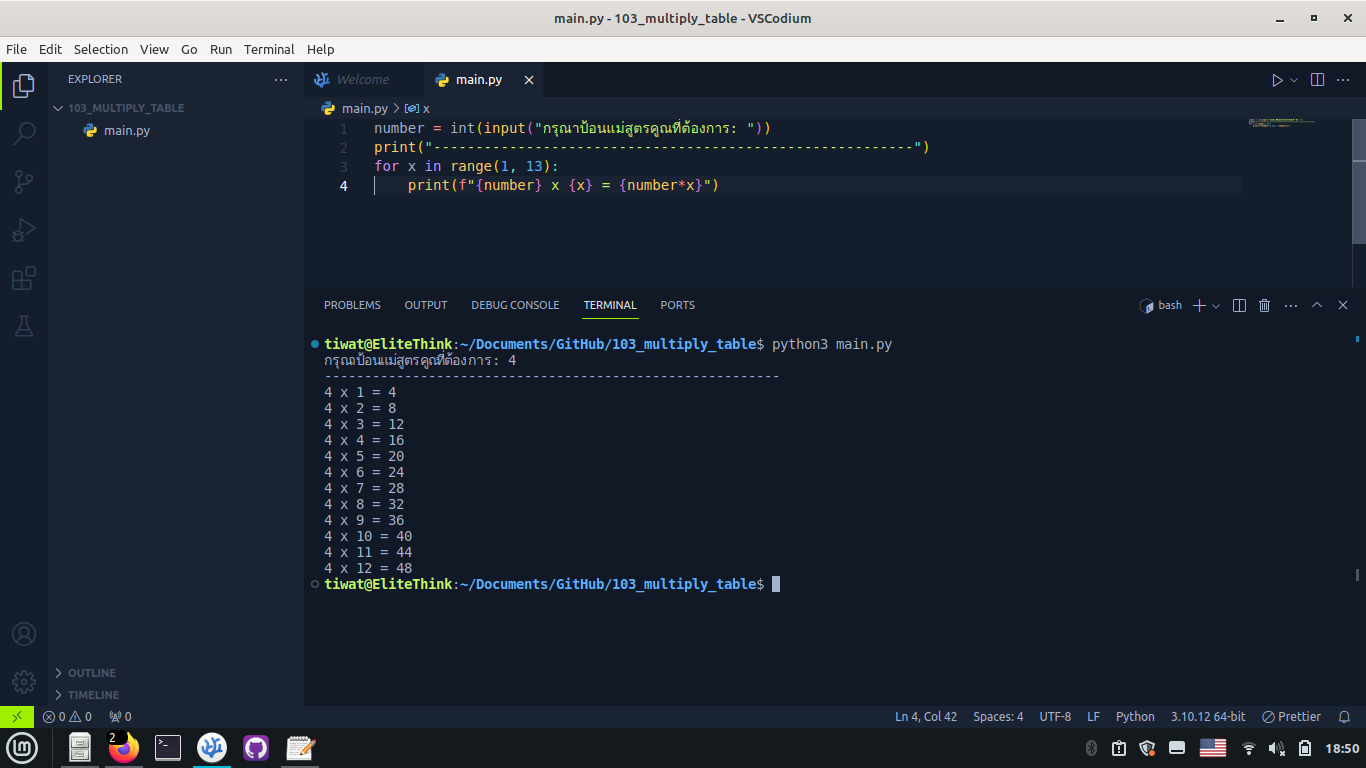 main.py - 103_multiply_table - VSCodium
File Edit Selection View Go Run Terminal Help
EXPLORER
103_MULTIPLY_TABLE
main.py
OUTLINE
TIMELINE
Welcome main.py
main.py > x
1 number = int(input("กรุณาป้อนแม่สูตรคูณที่ต้องการ: "))
2 print("---------------------------------------------------------")
3 for x in range(1, 13):
4 print(f"{number} x {x} = {number*x}")
PROBLEMS OUTPUT DEBUG CONSOLE TERMINAL PORTS
bash
tiwat@EliteThink:~/Documents/GitHub/103_multiply_table$ python3 main.py
กรุณาป้อนแม่สูตรคูณที่ต้องการ: 4
---------------------------------------------------------
4 x 1 = 4
4 x 2 = 8
4 x 3 = 12
4 x 4 = 16
4 x 5 = 20
4 x 6 = 24
4 x 7 = 28
4 x 8 = 32
4 x 9 = 36
4 x 10 = 40
4 x 11 = 44
4 x 12 = 48
tiwat@EliteThink:~/Documents/GitHub/103_multiply_table$
0 0 0
Ln 4, Col 42 Spaces: 4 UTF-8 LF Python 3.10.12 64-bit Prettier
2
18:50